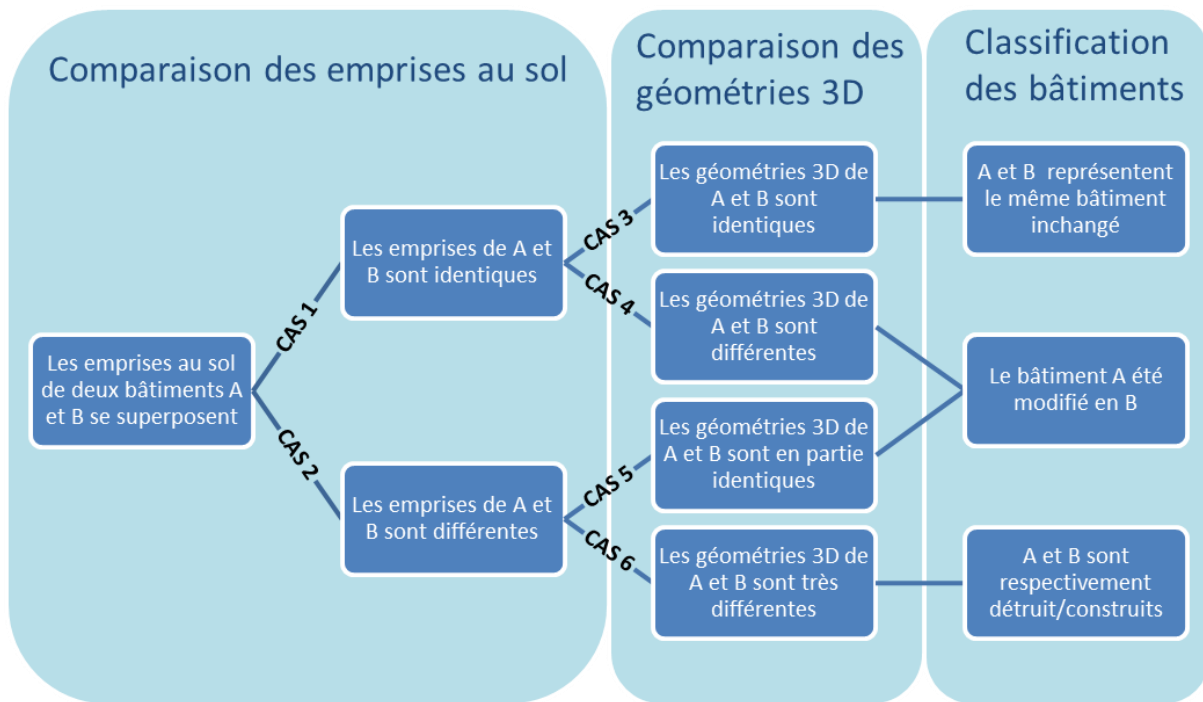 Comparaison des emprises au sol
Comparaison des
géométries 3D
Classification
des bâtiments
Les emprises au sol
de deux bâtiments A
et B se superposent
CAS 1
CAS 2
Les emprises de A et
B sont identiques
Les emprises de A et
B sont différentes
CAS 3
CAS 4
CAS 5
CAS 6
Les géométries 3D de
A et B sont
identiques
Les géométries 3D de
A et B sont
différentes
Les géométries 3D de
A et B sont en partie
identiques
Les géométries 3D de
A et B sont très
différentes
A et B représentent
le même bâtiment
inchangé
Le bâtiment A été
modifié en B
A et B sont
respectivement
détruit/construits